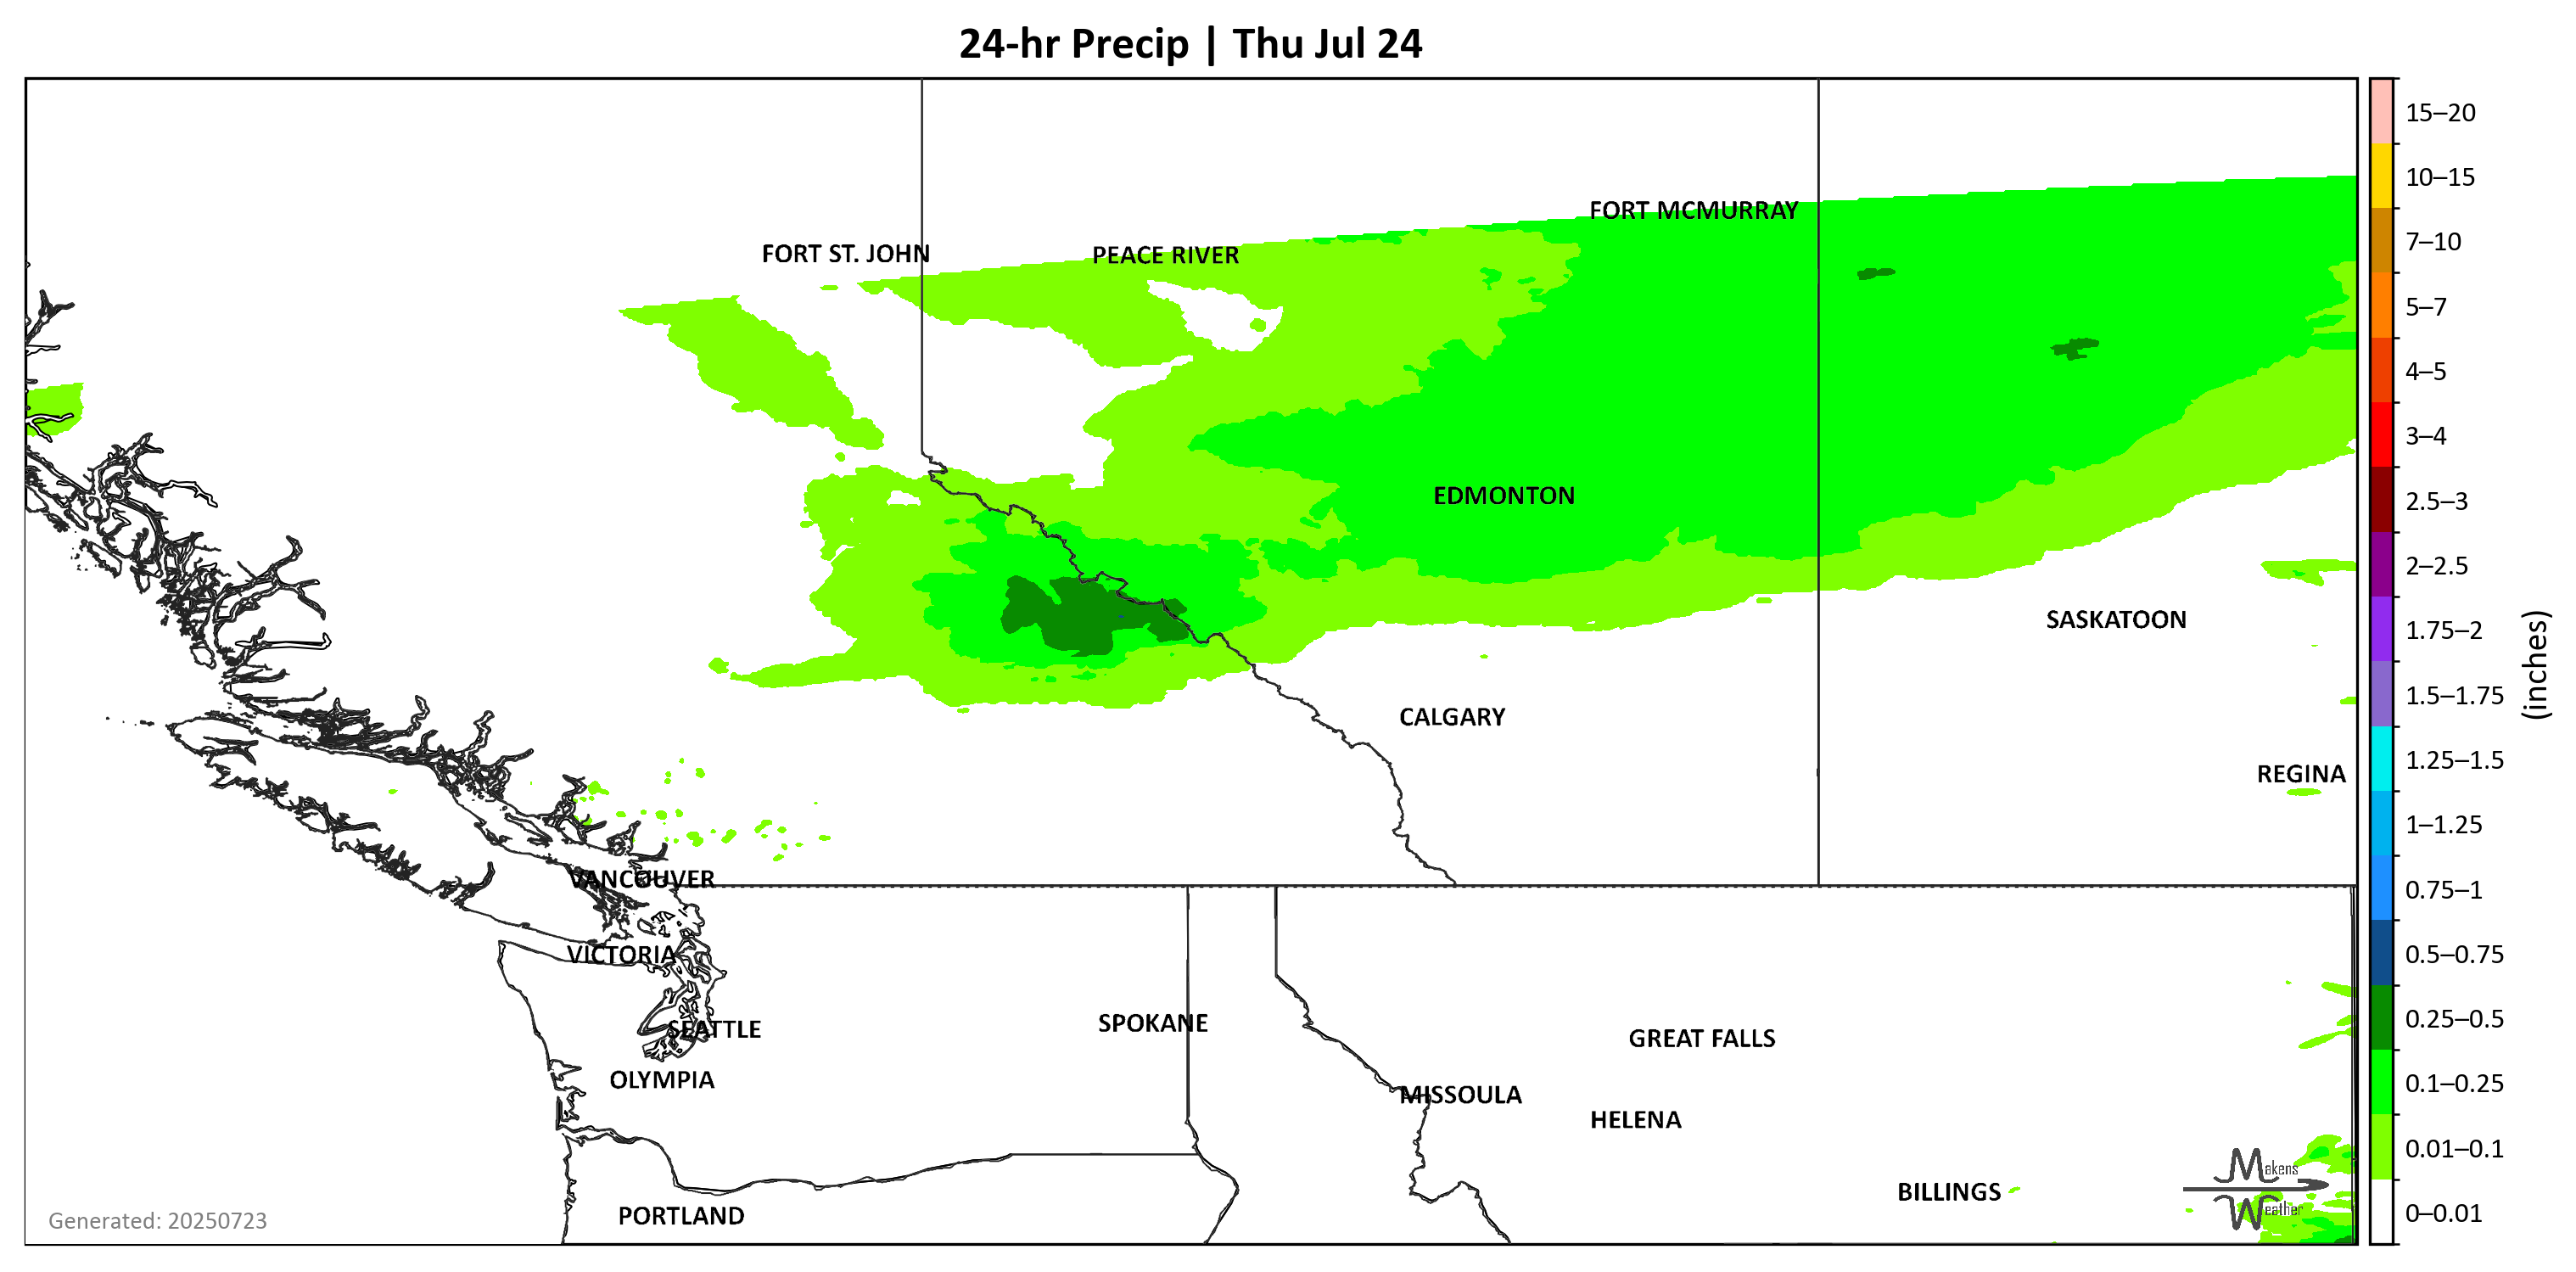 24-hr Precip | Thu Jul 24
FORT MCMURRAY
FORT ST. JOHN
PEACE RIVER
EDMONTON
SASKATOON
CALGARY
REGINA
VANCOUVER
VICTORIA
SPOKANE
SEATTLE
GREAT FALLS
OLYMPIA
MISSOULA
HELENA
BILLINGS
PORTLAND
Makens
Weather
Generated: 20250723
15–20
10–15
7–10
5–7
4–5
3–4
2.5–3
2–2.5
1.75–2
1.5–1.75
1.25–1.5
1–1.25
0.75–1
0.5–0.75
0.25–0.5
0.1–0.25
0.01–0.1
0–0.01
(inches)